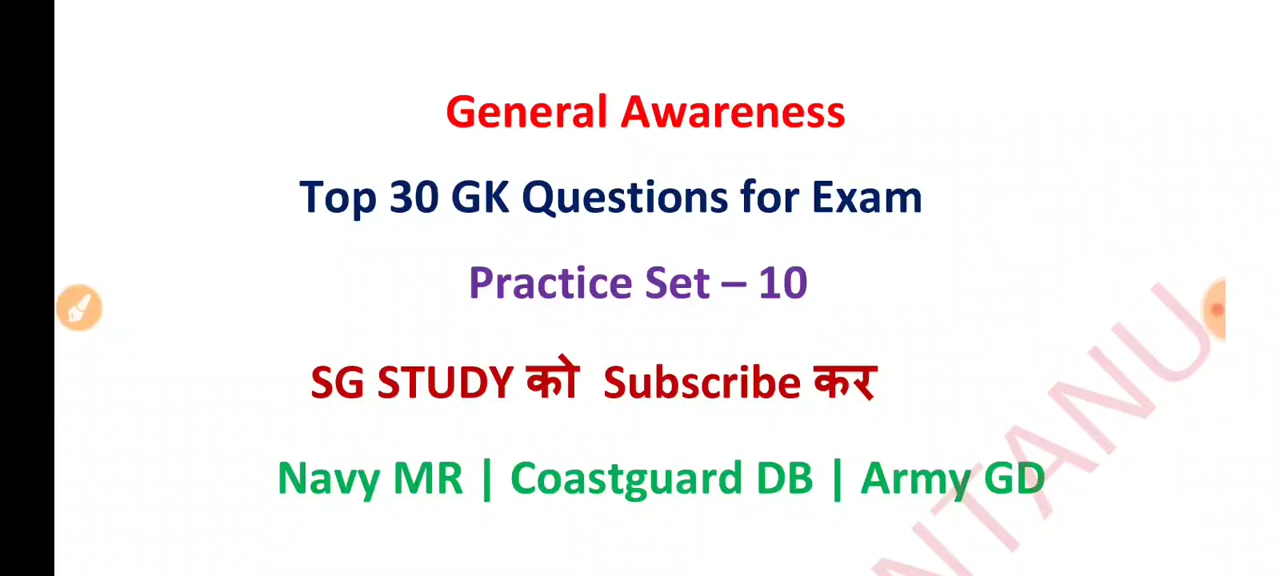 General Awareness
Top 30 GK Questions for Exam
Practice Set – 10
SG STUDY को Subscribe कर
Navy MR | Coastguard DB | Army GD
NTANU